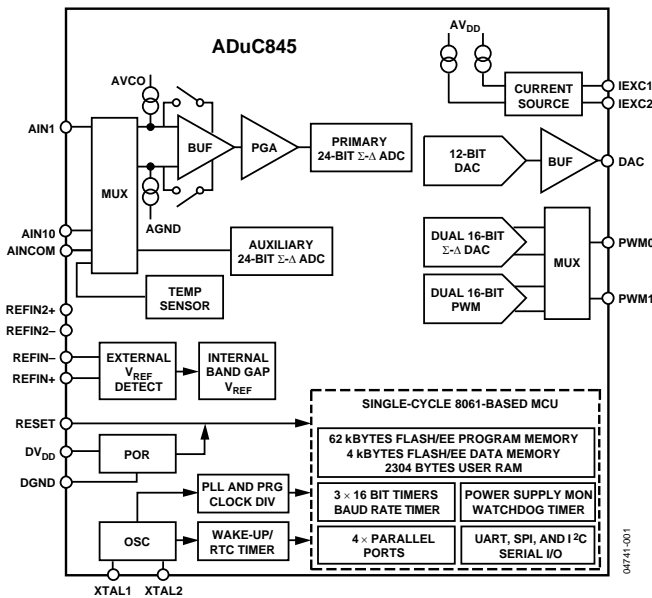 ADuC845
AVDD
AVCO
IEXC1
IEXC2
CURRENT
SOURCE
AIN1
BUF
PGA
PRIMARY
24-BIT Σ-Δ ADC
12-BIT
DAC
BUF
DAC
MUX
AGND
AIN10
AINCOM
AUXILIARY
24-BIT Σ-Δ ADC
DUAL 16-BIT
Σ-Δ DAC
MUX
PWM0
TEMP
SENSOR
DUAL 16-BIT
PWM
PWM1
REFIN2+
REFIN2–
REFIN–
REFIN+
EXTERNAL
VREF
DETECT
INTERNAL
BAND GAP
VREF
RESET
SINGLE-CYCLE 8061-BASED MCU
DVDD
POR
62 kBYTES FLASH/EE PROGRAM MEMORY
4 kBYTES FLASH/EE DATA MEMORY
2304 BYTES USER RAM
DGND
PLL AND PRG
CLOCK DIV
3 × 16 BIT TIMERS
BAUD RATE TIMER
POWER SUPPLY MON
WATCHDOG TIMER
OSC
WAKE-UP/
RTC TIMER
4 × PARALLEL
PORTS
UART, SPI, AND I2C
SERIAL I/O
XTAL1
XTAL2
04741-001